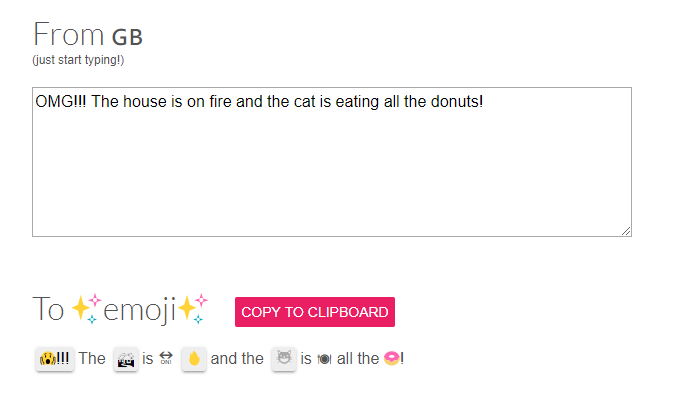 From GB
(just start typing!)
OMG!!! The house is on fire and the cat is eating all the donuts!
To ✨emoji✨ COPY TO CLIPBOARD
😱!!! The 🏚 is 🔛 🔥 and the 😹 is 🍽 all the 🍩!